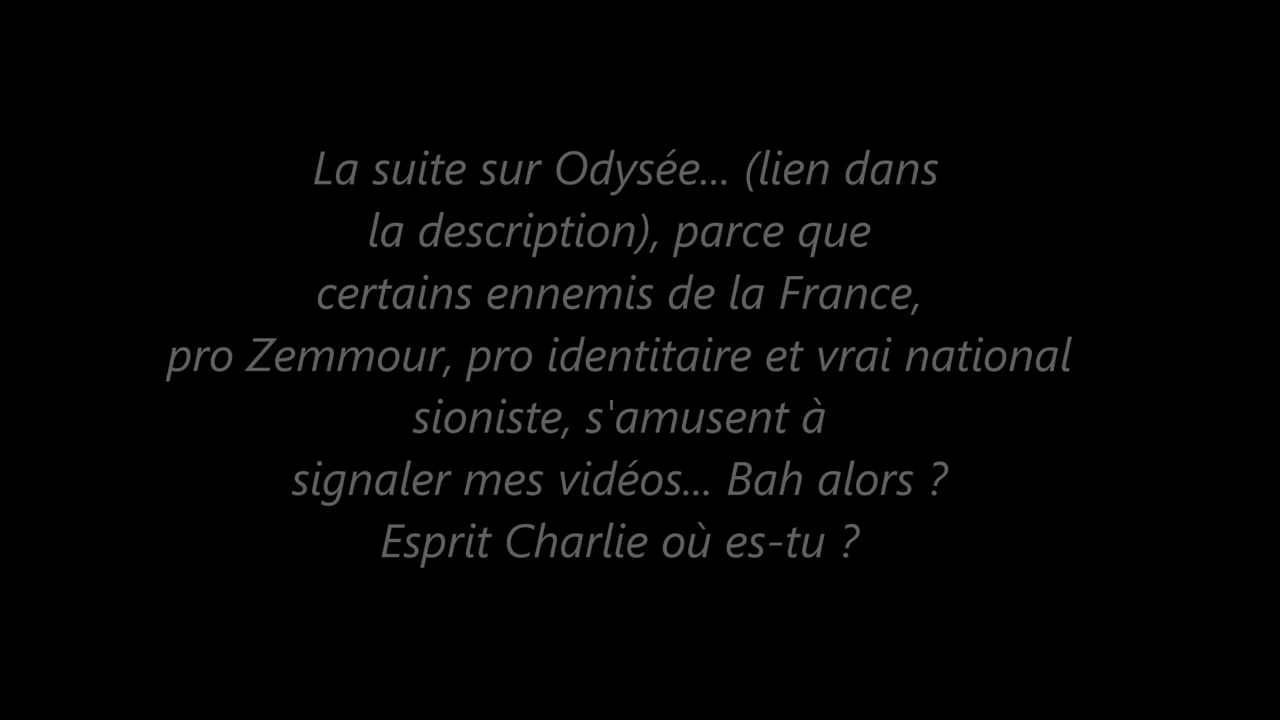 La suite sur Odysée... (lien dans
la description), parce que
certains ennemis de la France,
pro Zemmour, pro identitaire et vrai national
sioniste, s'amusent à
signaler mes vidéos... Bah alors ?
Esprit Charlie où es-tu ?